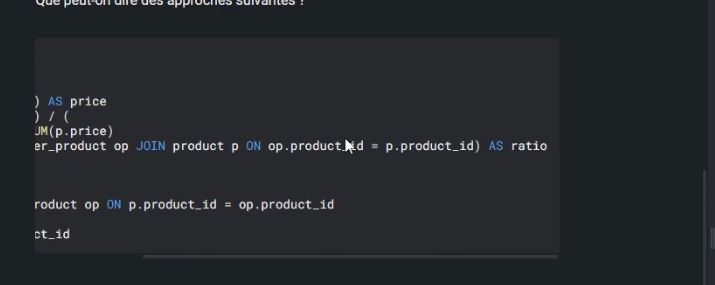 Que peut-on dire des approches suivantes ?
) AS price
) / (
UM(p.price)
er_product op JOIN product p ON op.product_id = p.product_id) AS ratio
roduct op ON p.product_id = op.product_id
ct_id